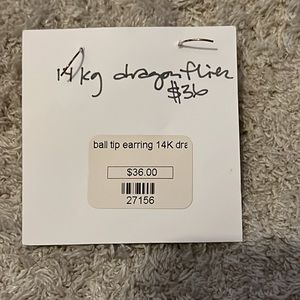 14kg dragonflies
$36
ball tip earring 14K dra
$36.00
27156